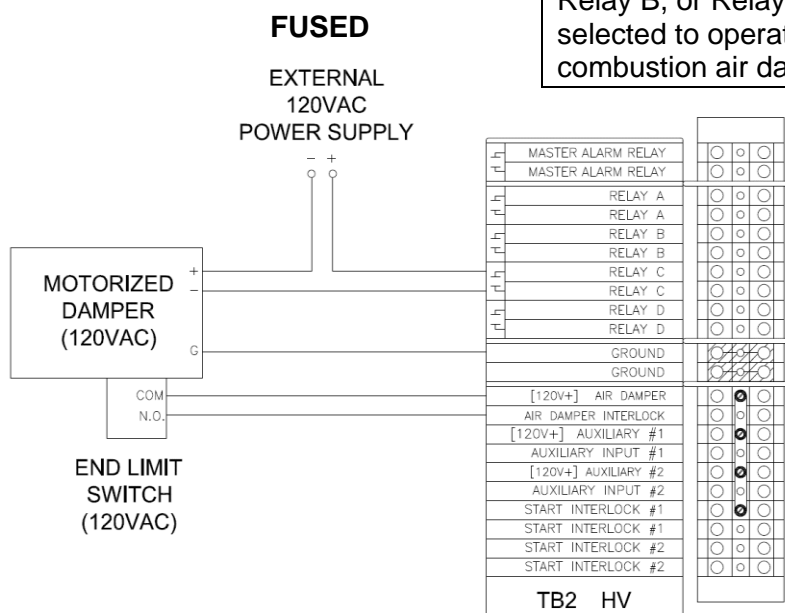 Relay B, or Relay
selected to operat
combustion air da
FUSED
EXTERNAL
120VAC
POWER SUPPLY
- +
MOTORIZED
DAMPER
(120VAC)
+
-
G
COM
N.O.
END LIMIT
SWITCH
(120VAC)
MASTER ALARM RELAY
MASTER ALARM RELAY
RELAY A
RELAY A
RELAY B
RELAY B
RELAY C
RELAY C
RELAY D
RELAY D
GROUND
GROUND
[120V+] AIR DAMPER
AIR DAMPER INTERLOCK
[120V+] AUXILIARY #1
AUXILIARY INPUT #1
[120V+] AUXILIARY #2
AUXILIARY INPUT #2
START INTERLOCK #1
START INTERLOCK #1
START INTERLOCK #2
START INTERLOCK #2
TB2 HV